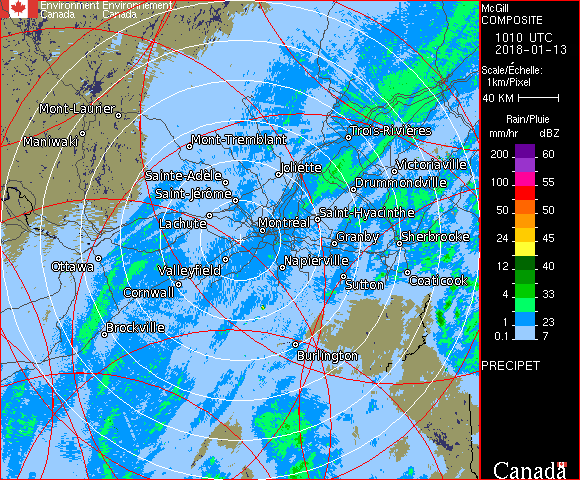 Environment Environnement
Canada Canada
McGill
COMPOSITE
1010 UTC
2018-01-13
Scale/Échelle:
1km/Pixel
40 KM
Rain/Pluie
mm/hr dBZ
200 60
100 55
50 50
24 45
12 40
4 33
1 23
0.1 7
PRECIPET
Canada
Mont-Laurier
Maniwaki
Mont-Tremblant
Trois-Rivières
Joliette
Victoriaville
Sainte-Adèle
Drummondville
Saint-Jérôme
Saint-Hyacinthe
Lachute
Montréal
Granby
Sherbrooke
Ottawa
Valleyfield
Napierville
Coaticook
Cornwall
Sutton
Brockville
Burlington